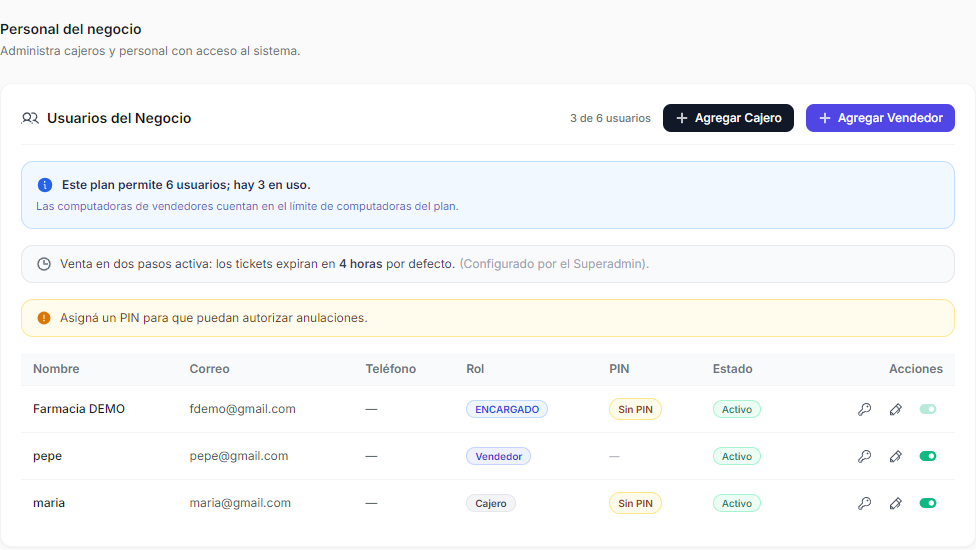 Personal del negocio
Administra cajeros y personal con acceso al sistema.
Usuarios del Negocio
3 de 6 usuarios
+ Agregar Cajero
+ Agregar Vendedor
Este plan permite 6 usuarios; hay 3 en uso.
Las computadoras de vendedores cuentan en el límite de computadoras del plan.
Venta en dos pasos activa: los tickets expiran en 4 horas por defecto. (Configurado por el Superadmin).
Asigná un PIN para que puedan autorizar anulaciones.
Nombre Correo Teléfono Rol PIN Estado Acciones
Farmacia DEMO fdemo@gmail.com — ENCARGADO Sin PIN Activo
pepe pepe@gmail.com — Vendedor — Activo
maria maria@gmail.com — Cajero Sin PIN Activo